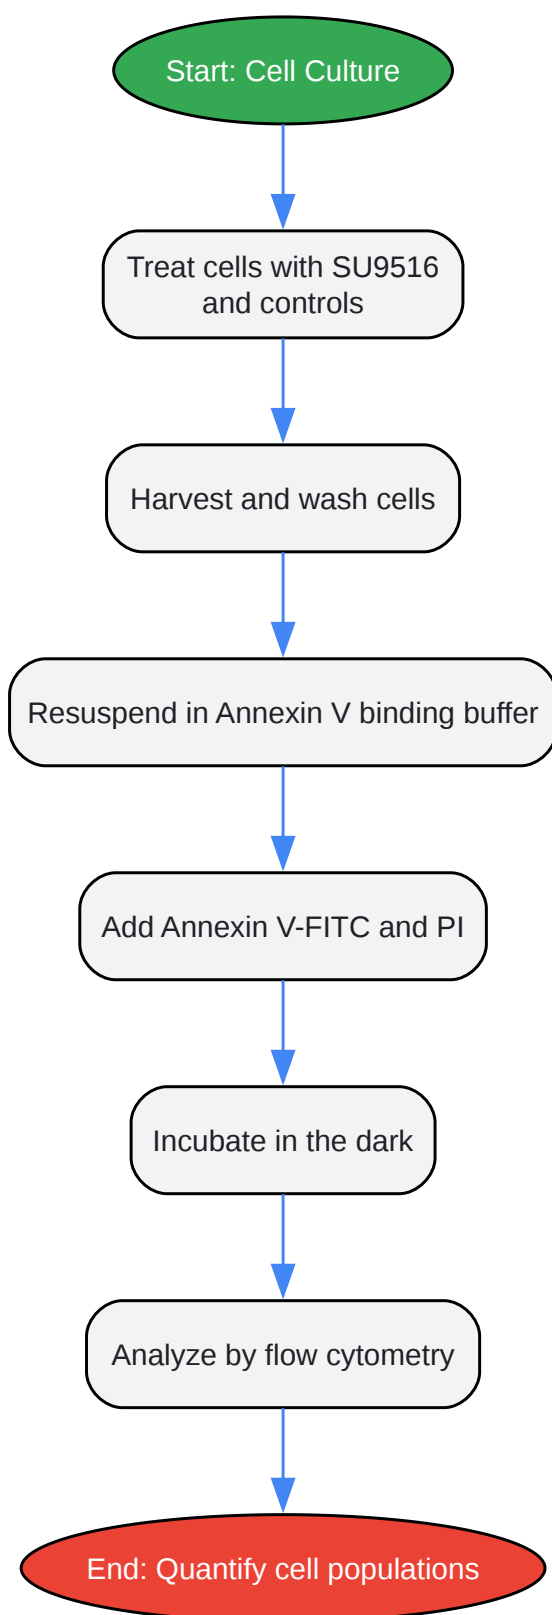 Start: Cell Culture
Treat cells with SU9516
and controls
Harvest and wash cells
Resuspend in Annexin V binding buffer
Add Annexin V-FITC and PI
Incubate in the dark
Analyze by flow cytometry
End: Quantify cell populations